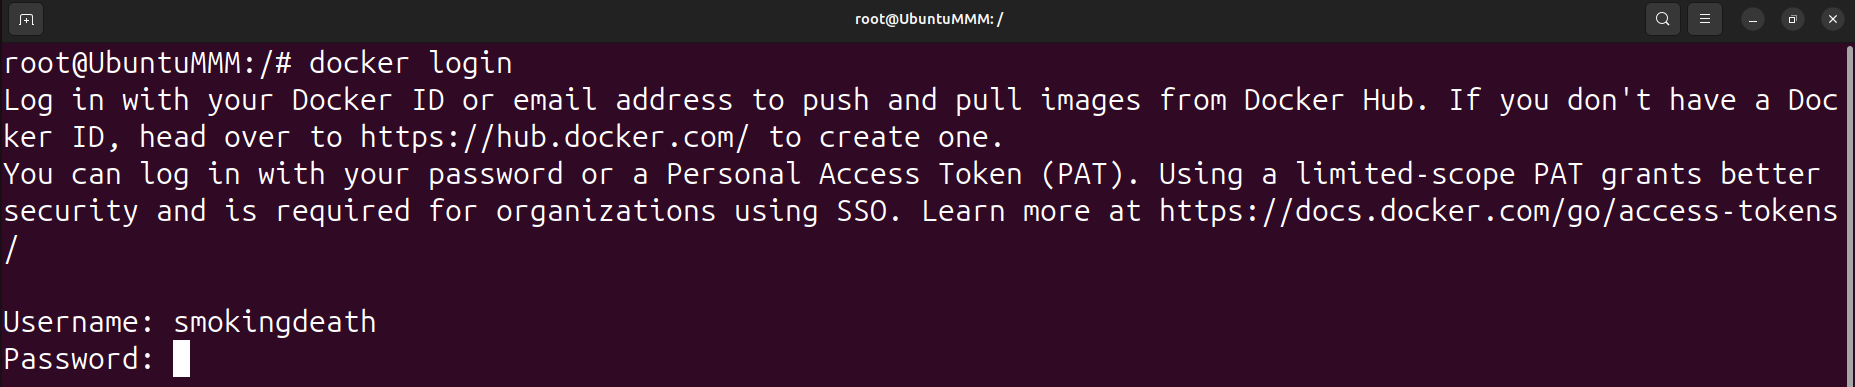 root@UbuntuMMM: /
root@UbuntuMMM:/# docker login
Log in with your Docker ID or email address to push and pull images from Docker Hub. If you don't have a Doc
ker ID, head over to https://hub.docker.com/ to create one.
You can log in with your password or a Personal Access Token (PAT). Using a limited-scope PAT grants better
security and is required for organizations using SSO. Learn more at https://docs.docker.com/go/access-tokens
/
Username: smokingdeath
Password: